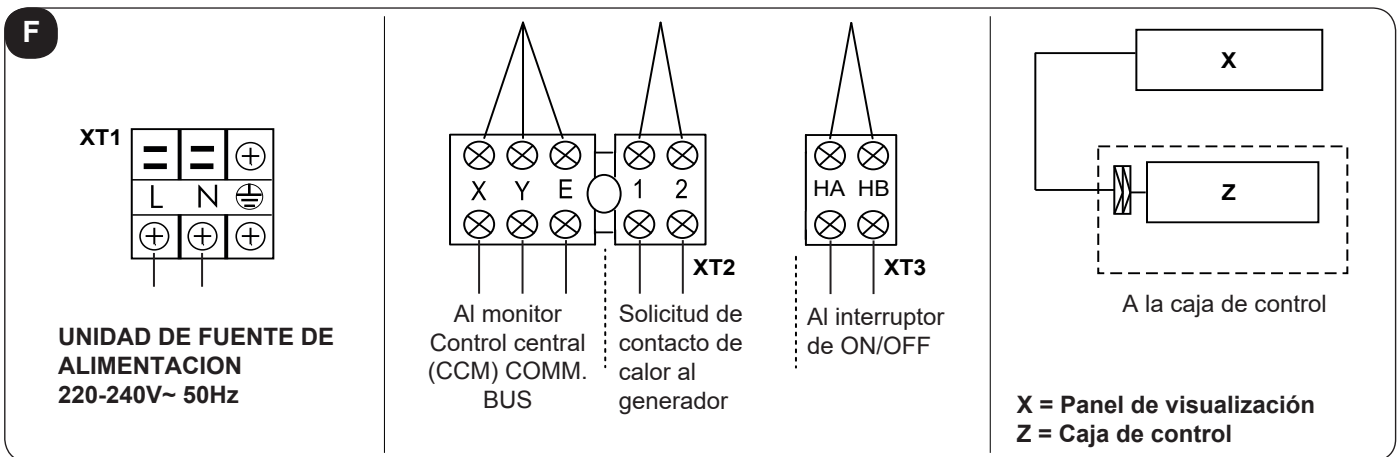 F
XT1
L N
UNIDAD DE FUENTE DE
ALIMENTACION
220-240V~ 50Hz
X Y E 1 2
XT2
Al monitor
Control central
(CCM) COMM.
BUS
Solicitud de
contacto de
calor al
generador
HA HB
XT3
Al interruptor
de ON/OFF
X
Z
A la caja de control
X = Panel de visualización
Z = Caja de control